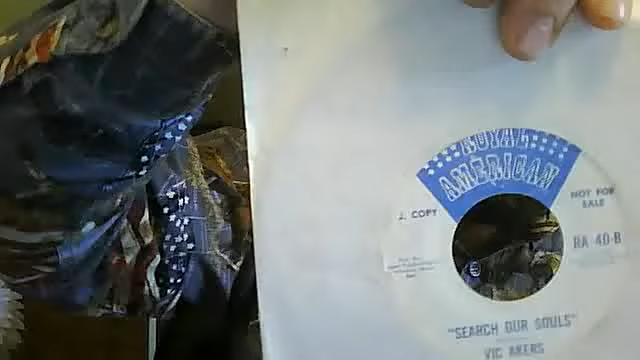 ROYAL
AMERICAN
J. COPY
NOT FOR
SALE
RA-40-B
"SEARCH OUR SOULS"
VIC AKERS